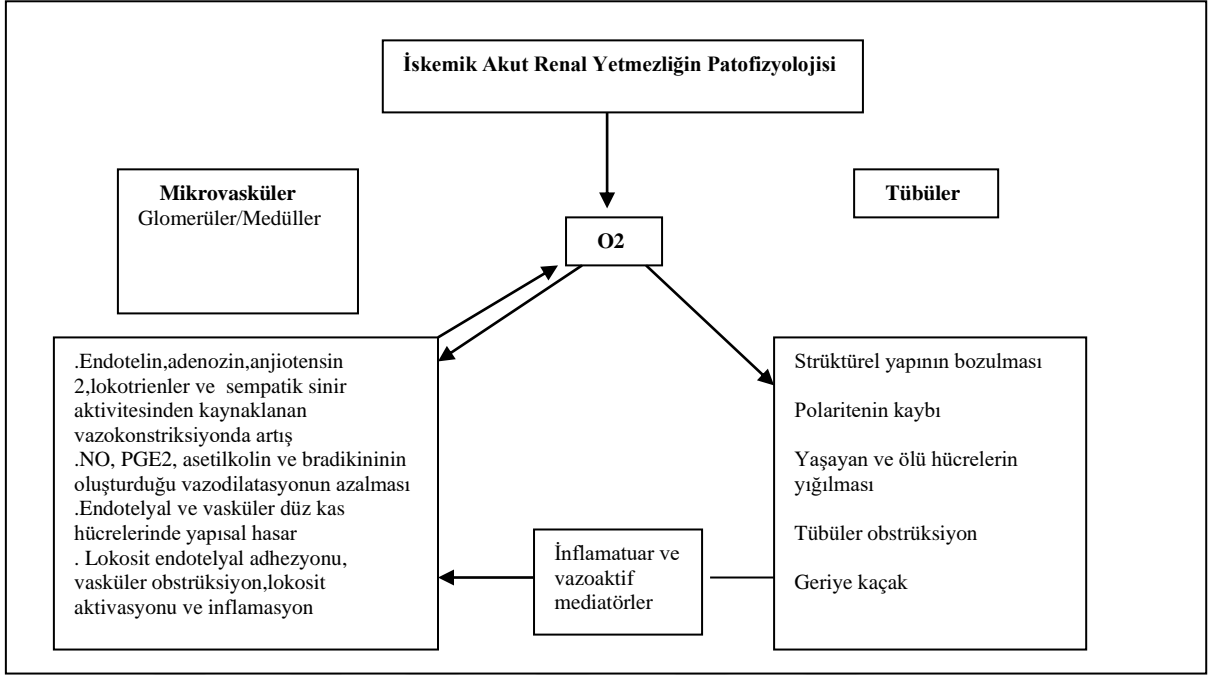 İskemik Akut Renal Yetmezliğin Patofizyolojisi
Mikrovasküler
Glomerüler/Medüller
Tübüler
O2
.Endotelin,adenozin,anjiotensin
2,lokotrienler ve sempatik sinir
aktivitesinden kaynaklanan
vazokonstriksiyonda artış
.NO, PGE2, asetilkolin ve bradikininin
oluşturduğu vazodilatasyonun azalması
.Endotelyal ve vasküler düz kas
hücrelerinde yapısal hasar
. Lokosit endotelyal adhezyonu,
vasküler obstrüksiyon,lokosit
aktivasyonu ve inflamasyon
İnflamatuar ve
vazoaktif
mediatörler
Strüktürel yapının bozulması
Polaritenin kaybı
Yaşayan ve ölü hücrelerin
yığılması
Tübüler obstrüksiyon
Geriye kaçak